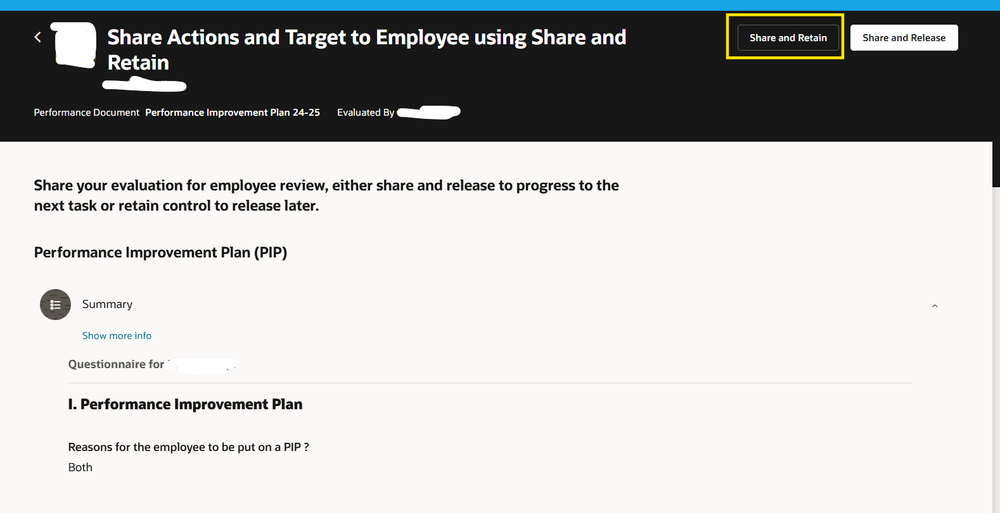 Share Actions and Target to Employee using Share and
Retain
Share and Retain
Share and Release
Performance Document Performance Improvement Plan 24-25 Evaluated By
Share your evaluation for employee review, either share and release to progress to the
next task or retain control to release later.
Performance Improvement Plan (PIP)
Summary
Show more info
Questionnaire for
I. Performance Improvement Plan
Reasons for the employee to be put on a PIP ?
Both